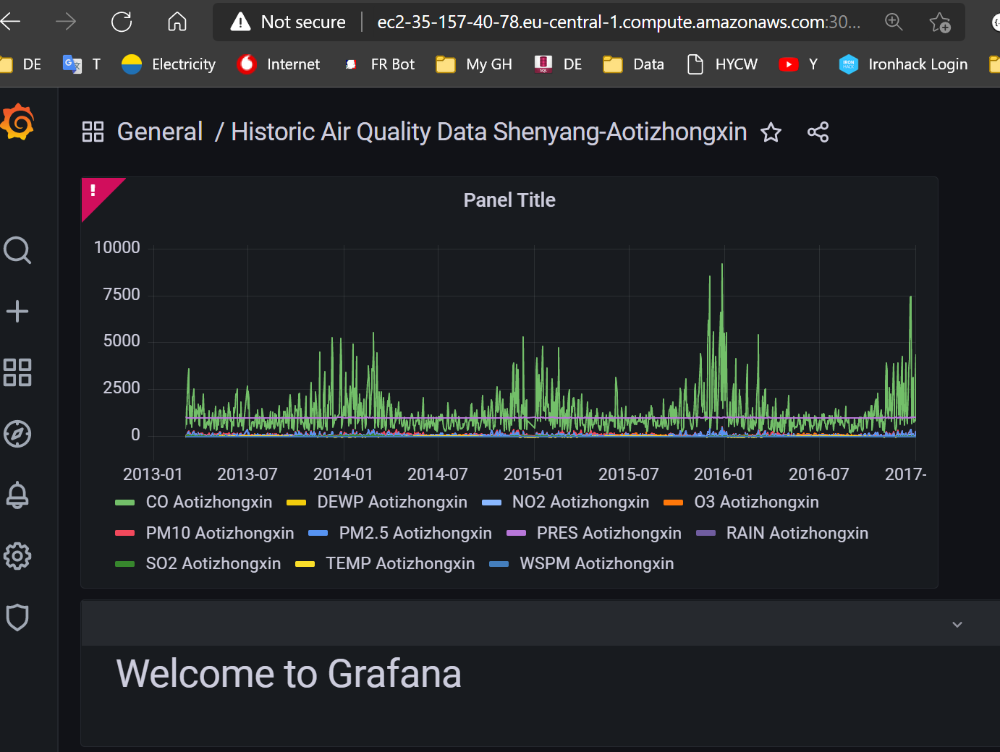 Not secure ec2-35-157-40-78.eu-central-1.compute.amazonaws.com:30...
DE T Electricity Internet FR Bot My GH DE Data HYCW Y Ironhack Login
General / Historic Air Quality Data Shenyang-Aotizhongxin
!
Panel Title
10000
7500
5000
2500
0
2013-01 2013-07 2014-01 2014-07 2015-01 2015-07 2016-01 2016-07 2017-
CO Aotizhongxin DEWP Aotizhongxin NO2 Aotizhongxin O3 Aotizhongxin
PM10 Aotizhongxin PM2.5 Aotizhongxin PRES Aotizhongxin RAIN Aotizhongxin
SO2 Aotizhongxin TEMP Aotizhongxin WSPM Aotizhongxin
Welcome to Grafana